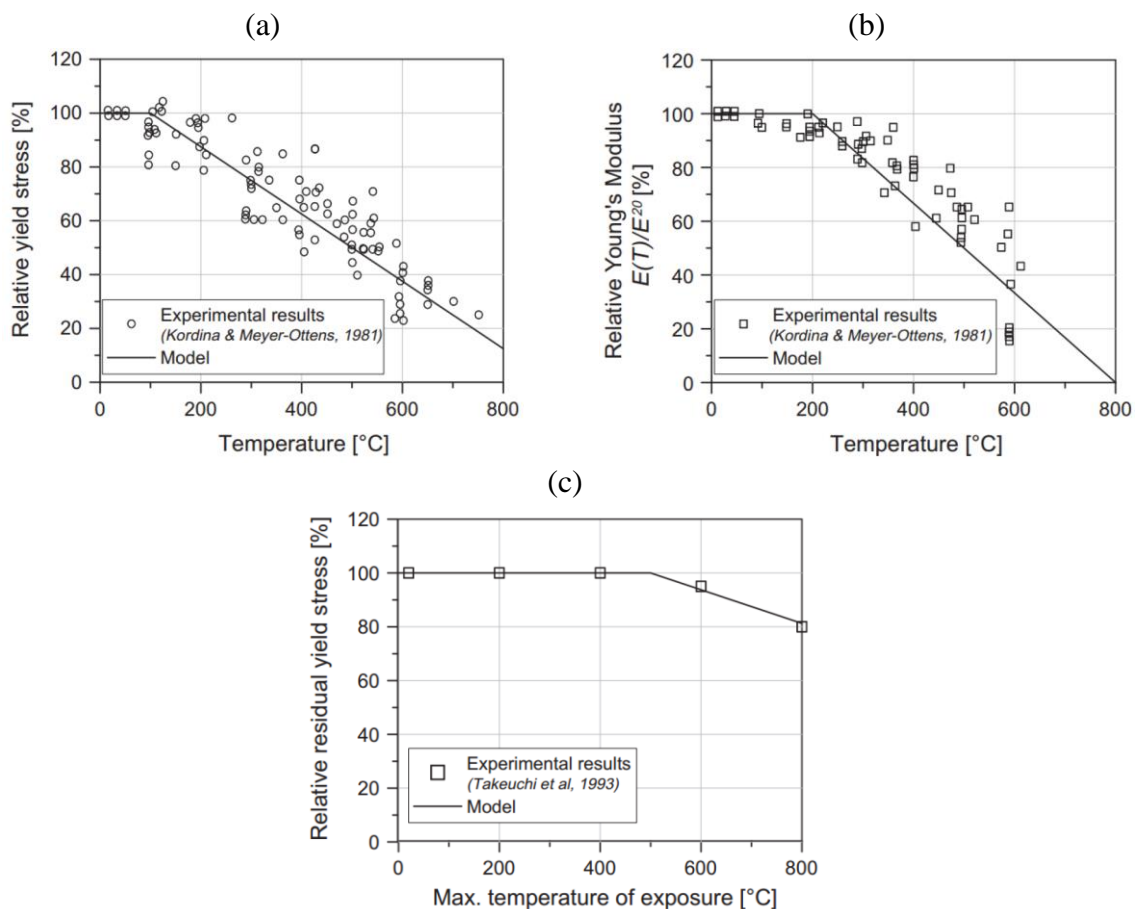 (a)
120
100
80
60
40
20
0
Relative yield stress [%]
Experimental results
(Kordina & Meyer-Ottens, 1981)
Model
0 200 400 600 800
Temperature [°C]
(b)
120
100
80
60
40
20
0
Relative Young's Modulus
E(T)/E²⁰ [%]
Experimental results
(Kordina & Meyer-Ottens, 1981)
Model
0 200 400 600 800
Temperature [°C]
(c)
120
100
80
60
40
20
0
Relative residual yield stress [%]
Experimental results
(Takeuchi et al, 1993)
Model
0 200 400 600 800
Max. temperature of exposure [°C]